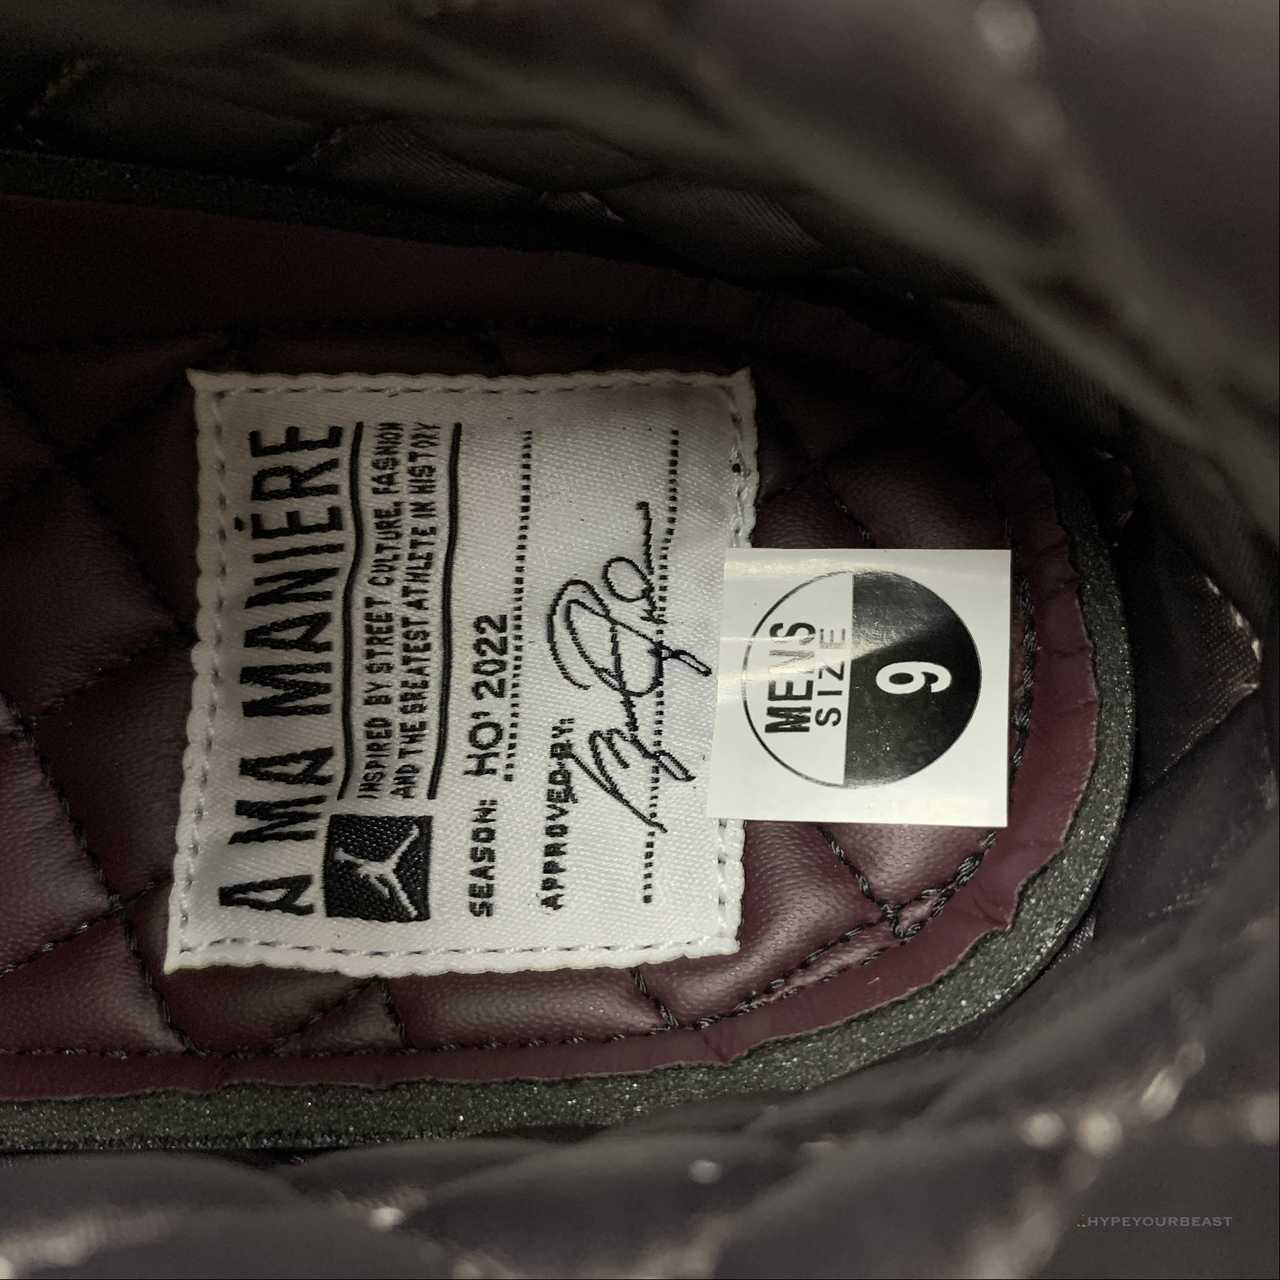 A MA MANIÉRE
INSPIRED BY STREET CULTURE, FASHION
AND THE GREATEST ATHLETE IN HISTORY
SEASON: HO' 2022
APPROVED BY:
MENS
SIZE
9
HYPEYOURBEAST